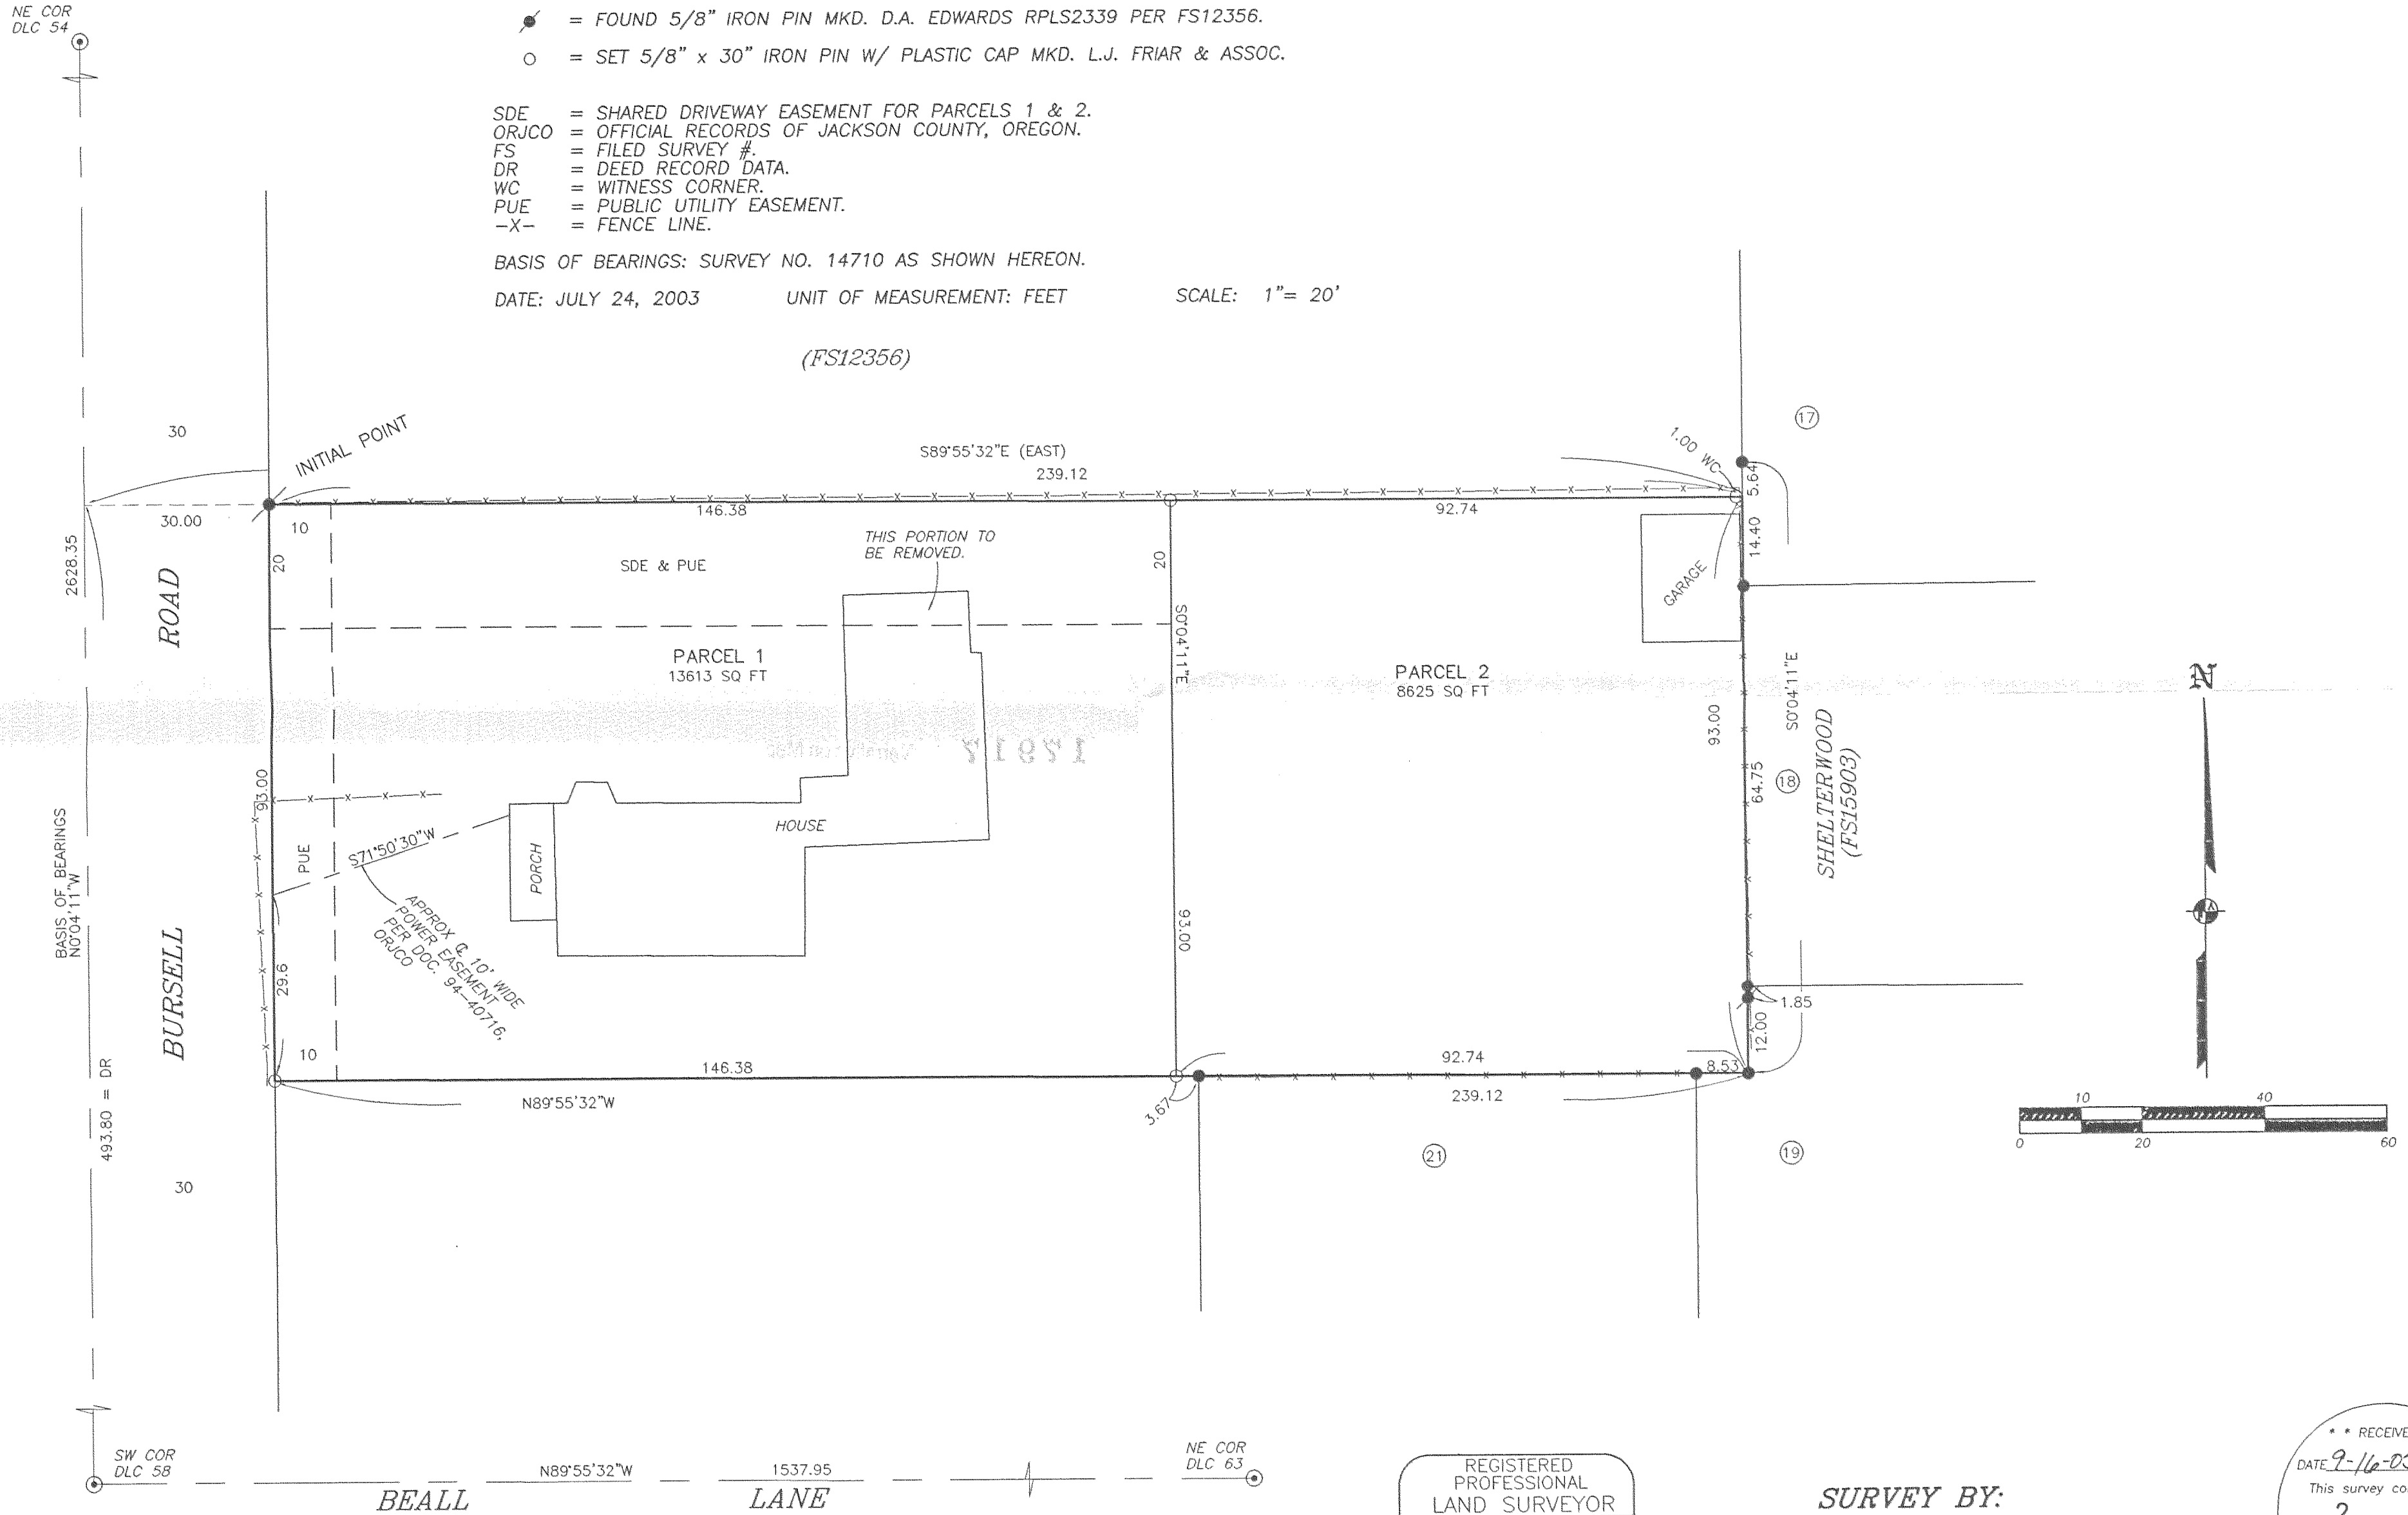 NE COR
DLC 54
= FOUND 5/8" IRON PIN MKD. D.A. EDWARDS RPLS2339 PER FS12356.
= SET 5/8" x 30" IRON PIN W/ PLASTIC CAP MKD. L.J. FRIAR & ASSOC.
SDE = SHARED DRIVEWAY EASEMENT FOR PARCELS 1 & 2.
ORJCO = OFFICIAL RECORDS OF JACKSON COUNTY, OREGON.
FS = FILED SURVEY #.
DR = DEED RECORD DATA.
WC = WITNESS CORNER.
PUE = PUBLIC UTILITY EASEMENT.
-X- = FENCE LINE.
BASIS OF BEARINGS: SURVEY NO. 14710 AS SHOWN HEREON.
DATE: JULY 24, 2003 UNIT OF MEASUREMENT: FEET SCALE: 1"= 20'
(FS12356)
30
INITIAL POINT
S89°55'32"E (EAST)
239.12
1.00 WC
17
5.64
30.00
10
146.38
92.74
14.40
2628.35
20
THIS PORTION TO
BE REMOVED.
SDE & PUE
20
GARAGE
ROAD
S0°04'11"E
PARCEL 1
13613 SQ FT
PARCEL 2
8625 SQ FT
S0°04'11"E
93.00
N
SHELTERWOOD
(FS15903)
21621
93.00
64.75
18
HOUSE
PORCH
PUE
S71°50'30"W
APPROX ℄ 10' WIDE
POWER EASEMENT
PER DOC. 94-40716,
ORJCO
BASIS OF BEARINGS
N0°04'11"W
BURSELL
29.6
93.00
1.85
12.00
10
146.38
92.74
8.53
N89°55'32"W
3.67
239.12
493.80 = DR
10
40
0
20
60
21
19
30
SW COR
DLC 58
N89°55'32"W
1537.95
NE COR
DLC 63
BEALL LANE
REGISTERED
PROFESSIONAL
LAND SURVEYOR
SURVEY BY:
* * RECEIVE
DATE 9-16-03
This survey co
2